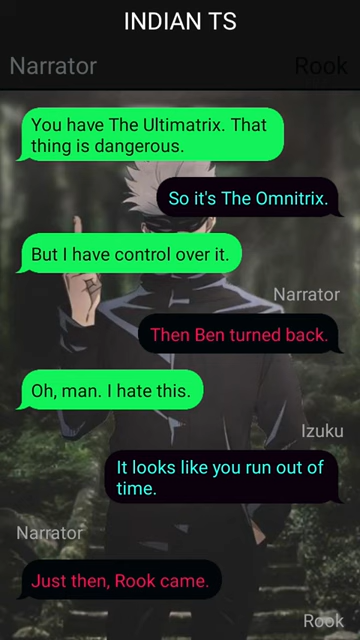 INDIAN TS
Narrator
Rook
You have The Ultimatrix. That
thing is dangerous.
So it's The Omnitrix.
But I have control over it.
Narrator
Then Ben turned back.
Oh, man. I hate this.
Izuku
It looks like you run out of
time.
Narrator
Just then, Rook came.
Rook